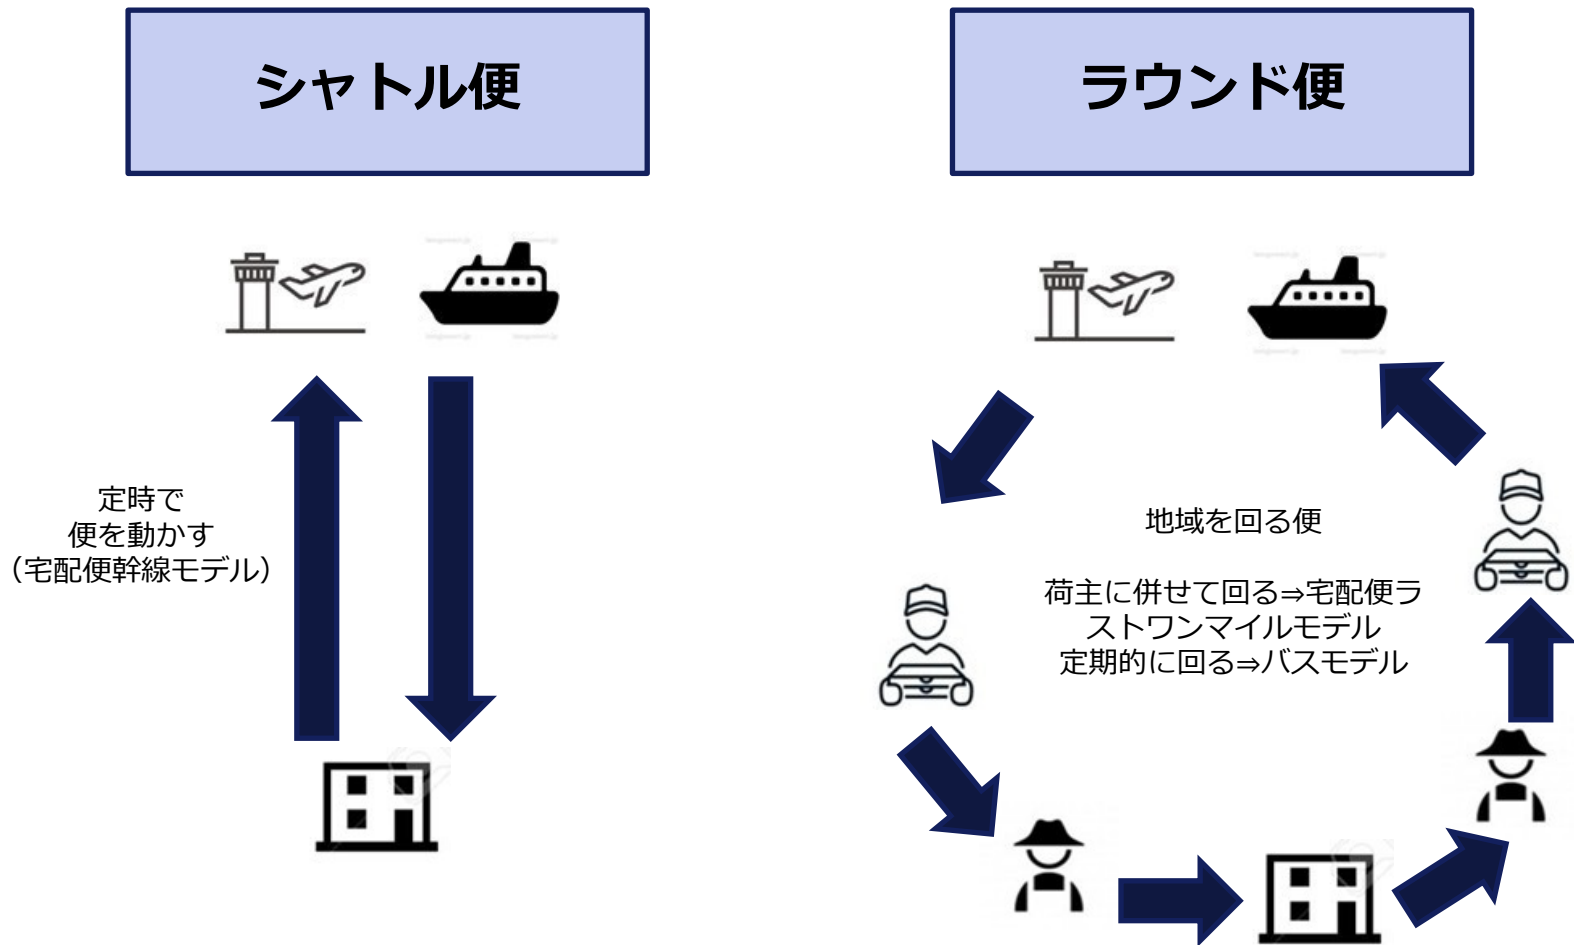 シャトル便
ラウンド便
定時で
便を動かす
（宅配便幹線モデル）
地域を回る便
荷主に併せて回る⇒宅配便ラ
ストワンマイルモデル
定期的に回る⇒バスモデル